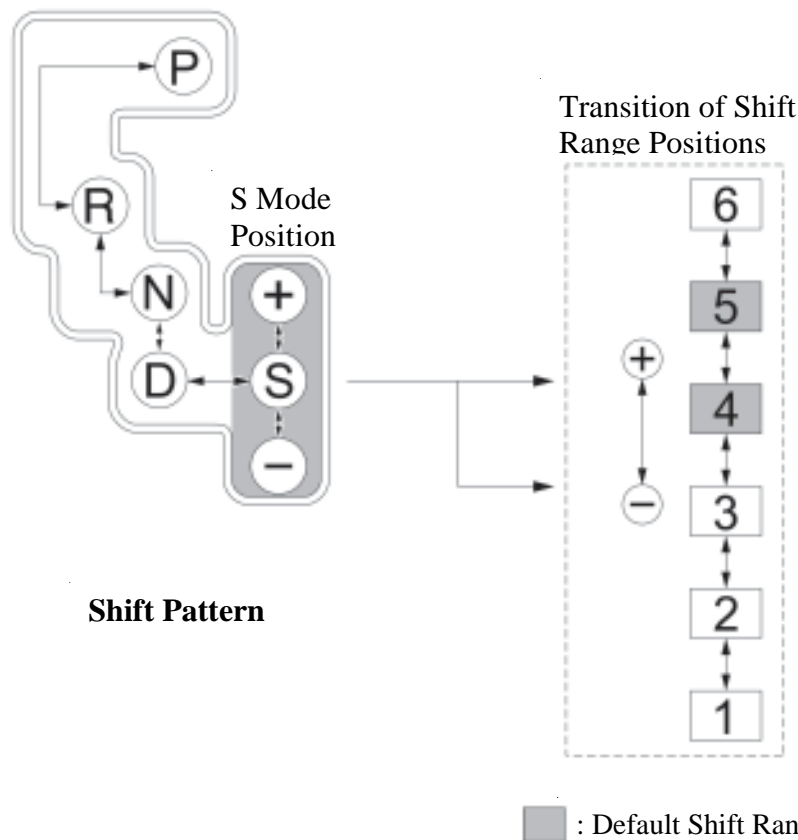 P
R
N
D
S Mode
Position
+
S
−
Shift Pattern
Transition of Shift
Range Positions
6
5
4
3
2
1
+
−
: Default Shift Ran